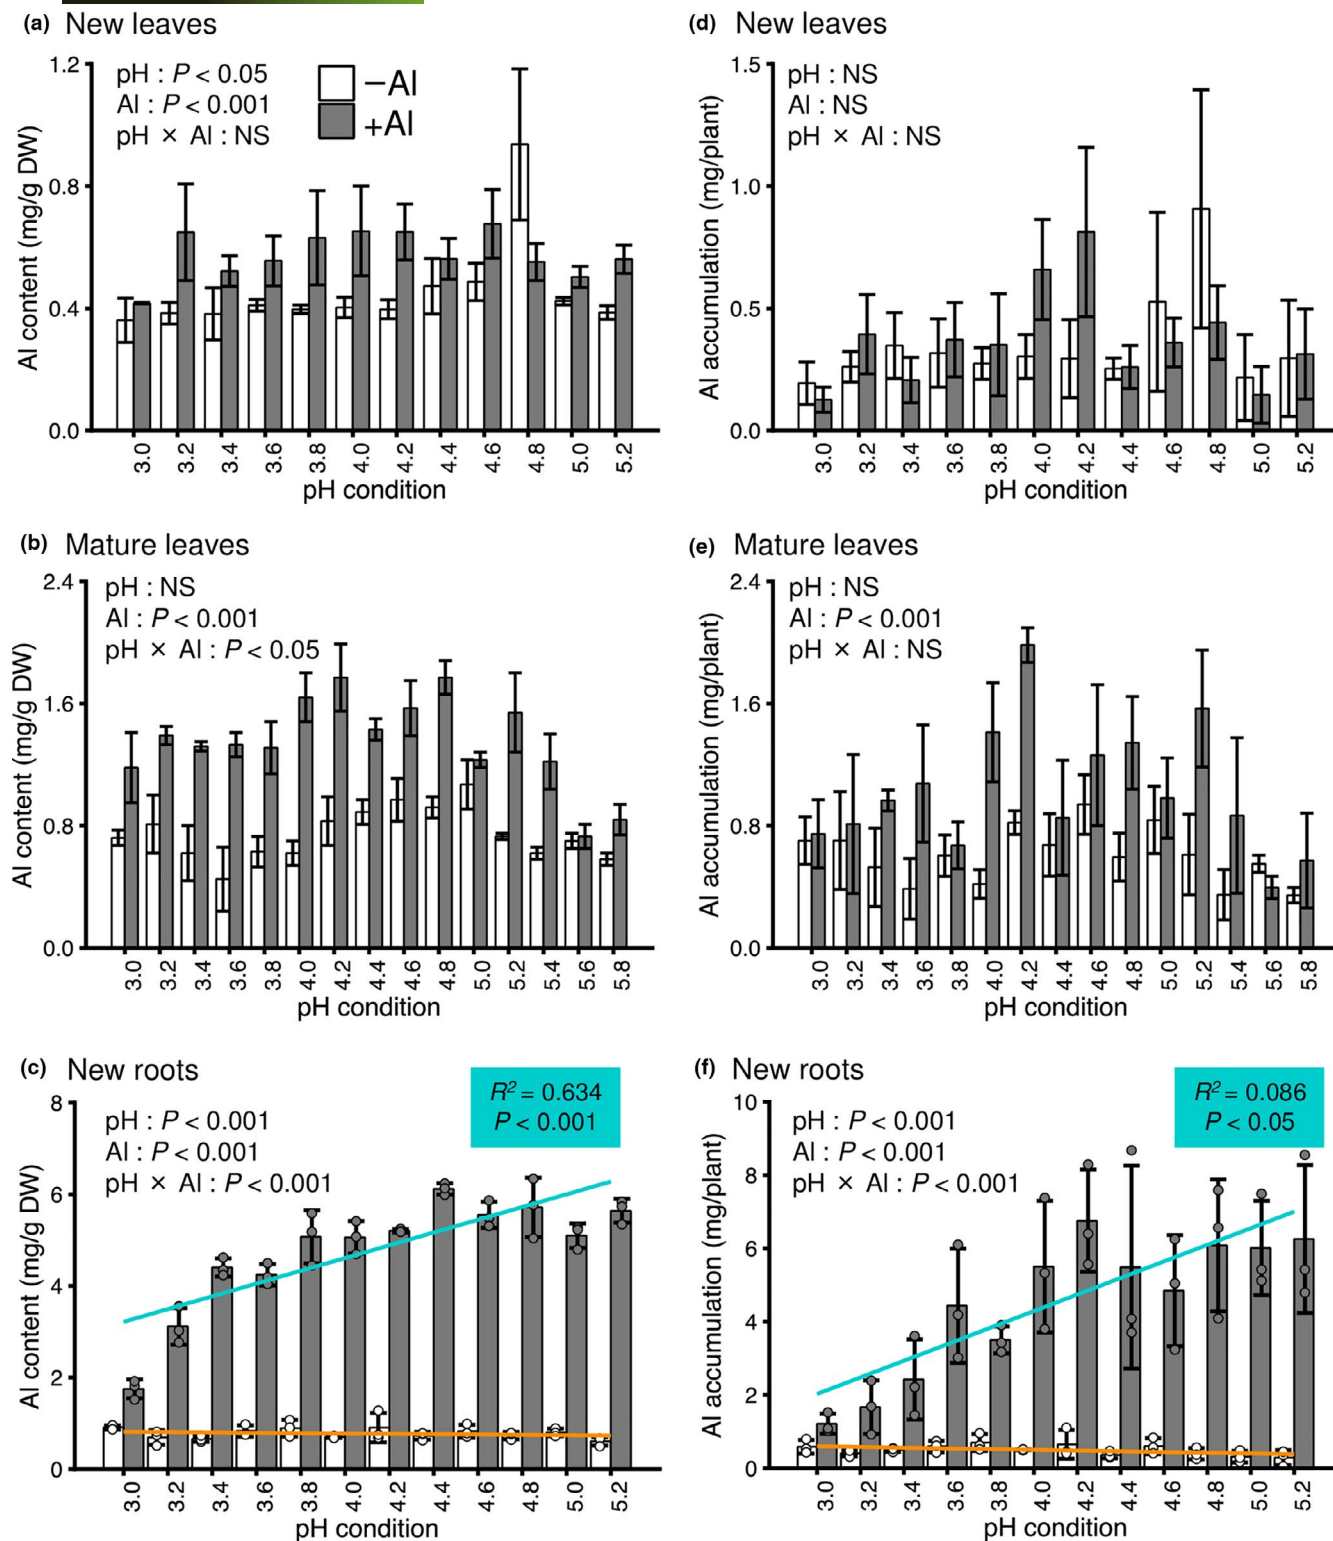 (a) New leaves
1.2
0.8
0.4
0.0
Al content (mg/g DW)
pH : P < 0.05
Al : P < 0.001
pH × Al : NS
−Al
+Al
3.0 3.2 3.4 3.6 3.8 4.0 4.2 4.4 4.6 4.8 5.0 5.2
pH condition
(d) New leaves
1.5
1.0
0.5
0.0
Al accumulation (mg/plant)
pH : NS
Al : NS
pH × Al : NS
3.0 3.2 3.4 3.6 3.8 4.0 4.2 4.4 4.6 4.8 5.0 5.2
pH condition
(b) Mature leaves
2.4
1.6
0.8
0.0
Al content (mg/g DW)
pH : NS
Al : P < 0.001
pH × Al : P < 0.05
3.0 3.2 3.4 3.6 3.8 4.0 4.2 4.4 4.6 4.8 5.0 5.2 5.4 5.6 5.8
pH condition
(e) Mature leaves
2.4
1.6
0.8
0.0
Al accumulation (mg/plant)
pH : NS
Al : P < 0.001
pH × Al : NS
3.0 3.2 3.4 3.6 3.8 4.0 4.2 4.4 4.6 4.8 5.0 5.2 5.4 5.6 5.8
pH condition
(c) New roots
8
6
4
2
0
Al content (mg/g DW)
pH : P < 0.001
Al : P < 0.001
pH × Al : P < 0.001
R² = 0.634
P < 0.001
3.0 3.2 3.4 3.6 3.8 4.0 4.2 4.4 4.6 4.8 5.0 5.2
pH condition
(f) New roots
10
8
6
4
2
0
Al accumulation (mg/plant)
pH : P < 0.001
Al : P < 0.001
pH × Al : P < 0.001
R² = 0.086
P < 0.05
3.0 3.2 3.4 3.6 3.8 4.0 4.2 4.4 4.6 4.8 5.0 5.2
pH condition